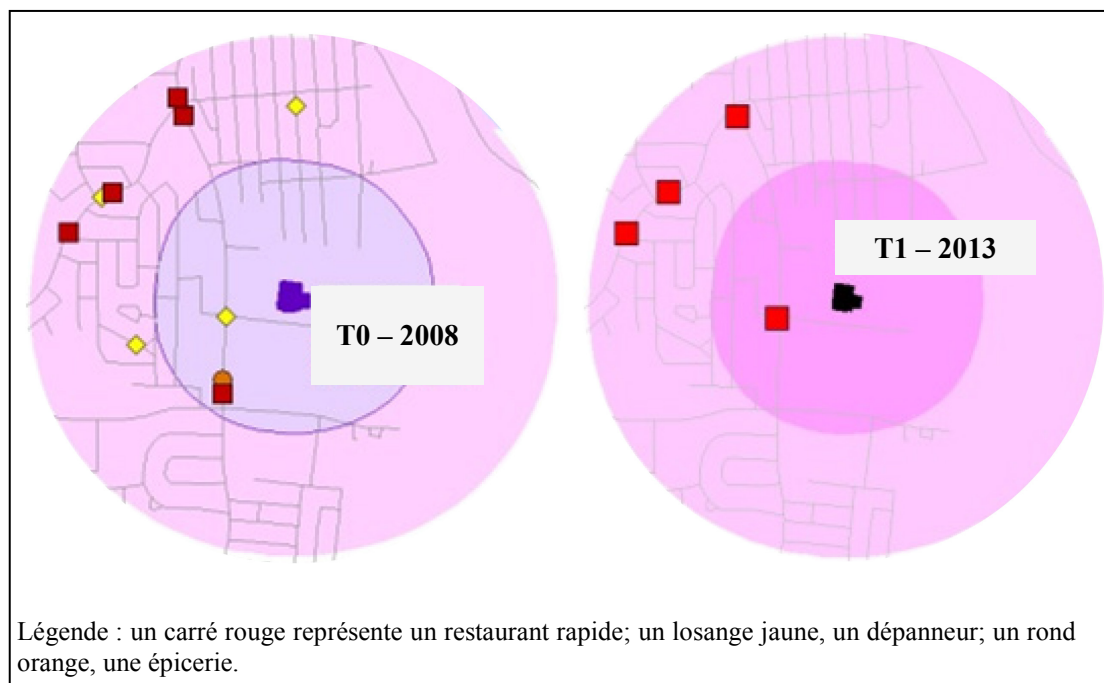 T0 – 2008
T1 – 2013
Légende : un carré rouge représente un restaurant rapide; un losange jaune, un dépanneur; un rond
orange, une épicerie.